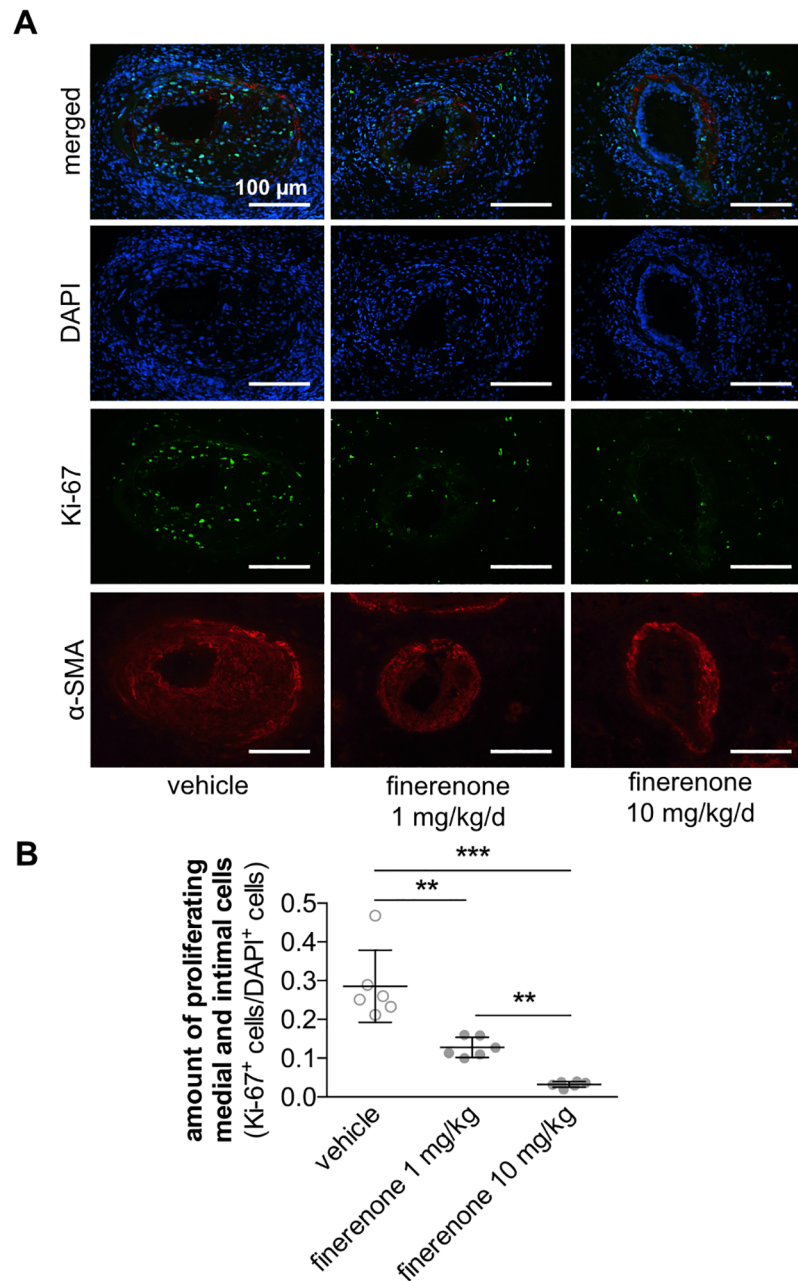 A
merged
100 µm
DAPI
Ki-67
α-SMA
vehicle
finerenone
1 mg/kg/d
finerenone
10 mg/kg/d
B
amount of proliferating
medial and intimal cells
(Ki-67⁺ cells/DAPI⁺ cells)
***
**
**
0.5
0.4
0.3
0.2
0.1
0.0
vehicle
finerenone 1 mg/kg
finerenone 10 mg/kg